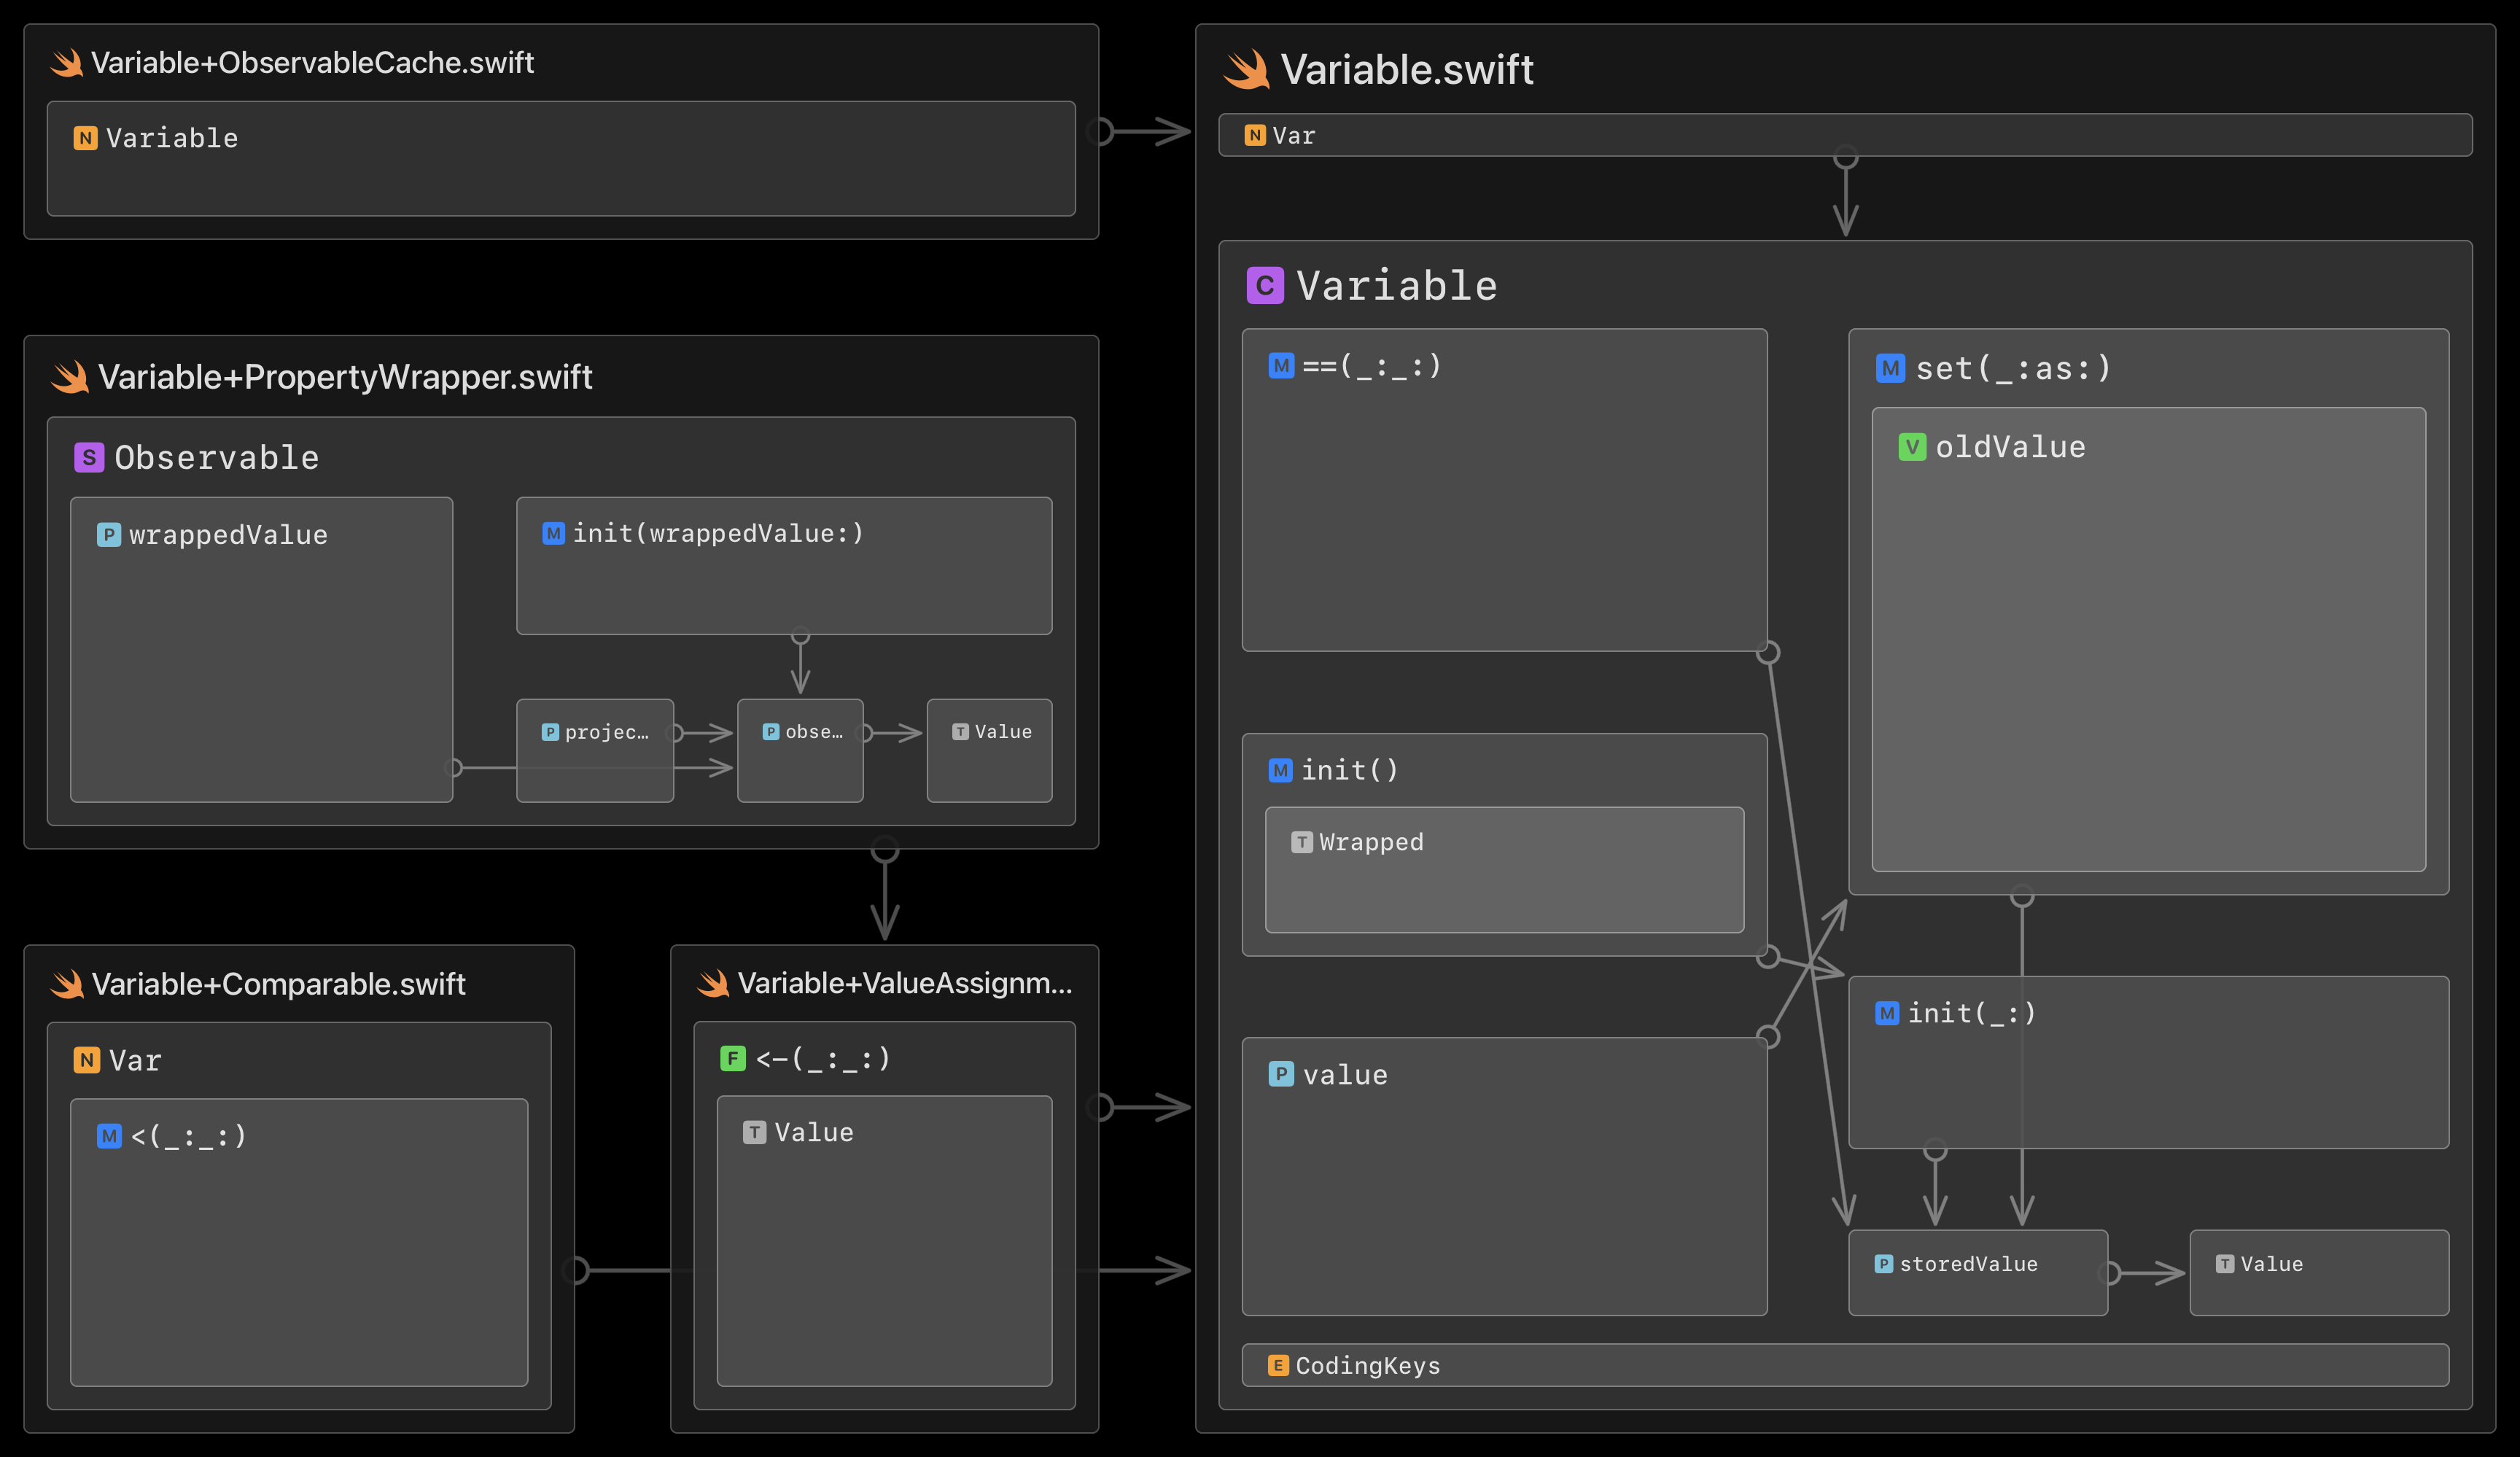 Variable+ObservableCache.swift
N Variable
Variable+PropertyWrapper.swift
S Observable
P wrappedValue
M init(wrappedValue:)
P projec…
P obse…
T Value
Variable+Comparable.swift
N Var
M <(_:_:)
Variable+ValueAssignm…
F <-(_:_:)
T Value
Variable.swift
N Var
C Variable
M ==(_:_:)
M set(_:as:)
V oldValue
M init()
T Wrapped
M init(_:)
P value
P storedValue
T Value
E CodingKeys